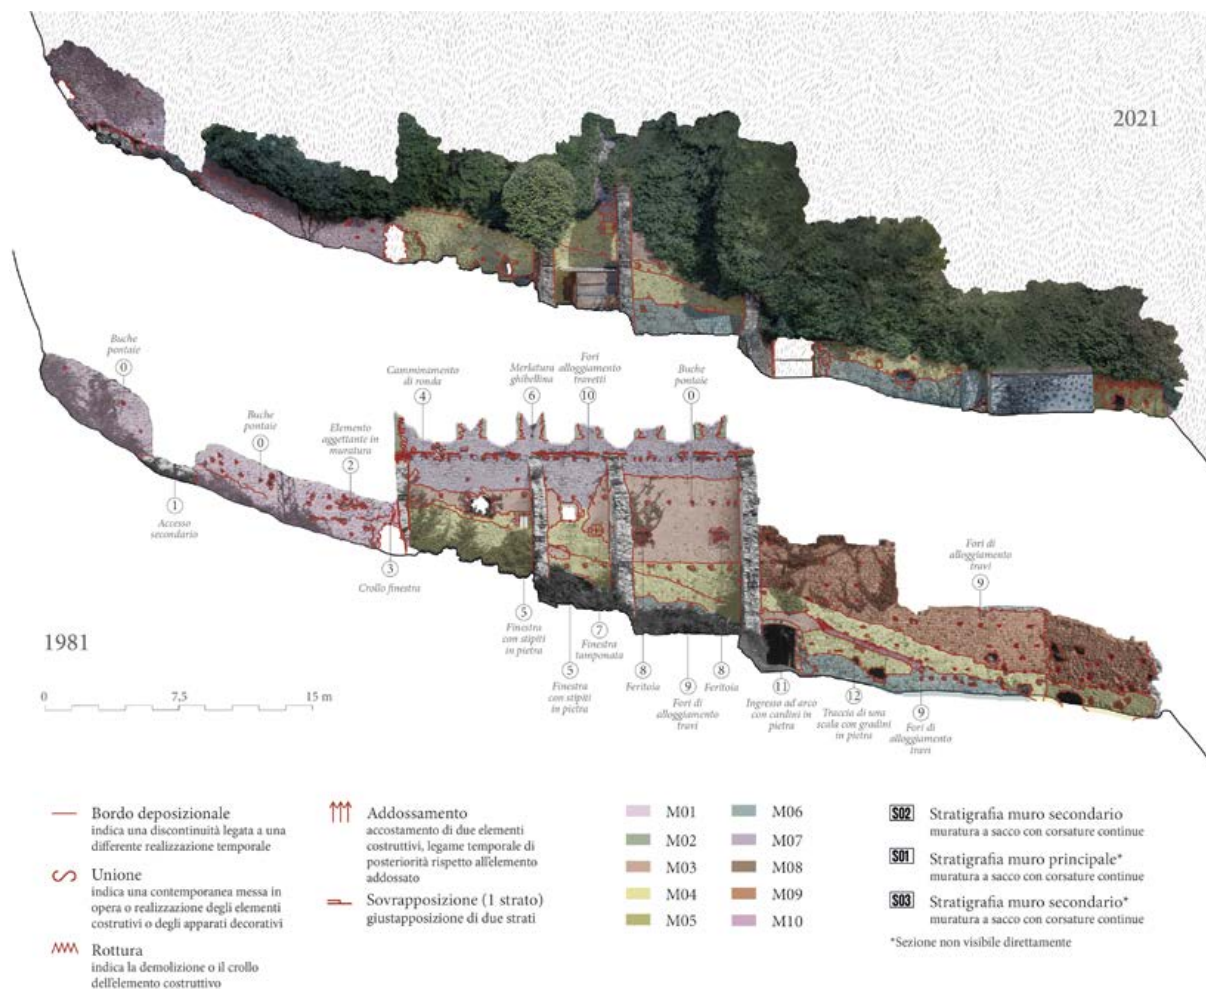 2021
Buche
pontaie
0
Buche
pontaie
0
Elemento
aggettante in
muratura
2
Camminamento
di ronda
4
Merlatura
ghibellina
6
Fori
alloggiamento
travetti
10
Buche
pontaie
0
1
Accesso
secondario
3
Crollo finestra
5
Finestra
con stipiti
in pietra
5
Finestra
con stipiti
in pietra
7
Finestra
tamponata
8
Feritoia
9
Fori di
alloggiamento
travi
8
Feritoia
11
Ingresso ad arco
con cardini in
pietra
12
Traccia di una
scala con gradini
in pietra
9
Fori di
alloggiamento
travi
Fori di
alloggiamento
travi
9
1981
0 7,5 15 m
Bordo deposizionale
indica una discontinuità legata a una
differente realizzazione temporale
Unione
indica una contemporanea messa in
opera o realizzazione degli elementi
costrutivi o degli apparati decorativi
Rottura
indica la demolizione o il crollo
dell'elemento costruttivo
Addossamento
accostamento di due elementi
costruttivi, legame temporale di
posteriorità rispetto all'elemento
addossato
Sovrapposizione (1 strato)
giustapposizione di due strati
M01
M02
M03
M04
M05
M06
M07
M08
M09
M10
S02 Stratigrafia muro secondario
muratura a sacco con corsature continue
S01 Stratigrafia muro principale*
muratura a sacco con corsature continue
S03 Stratigrafia muro secondario*
muratura a sacco con corsature continue
*Sezione non visibile direttamente